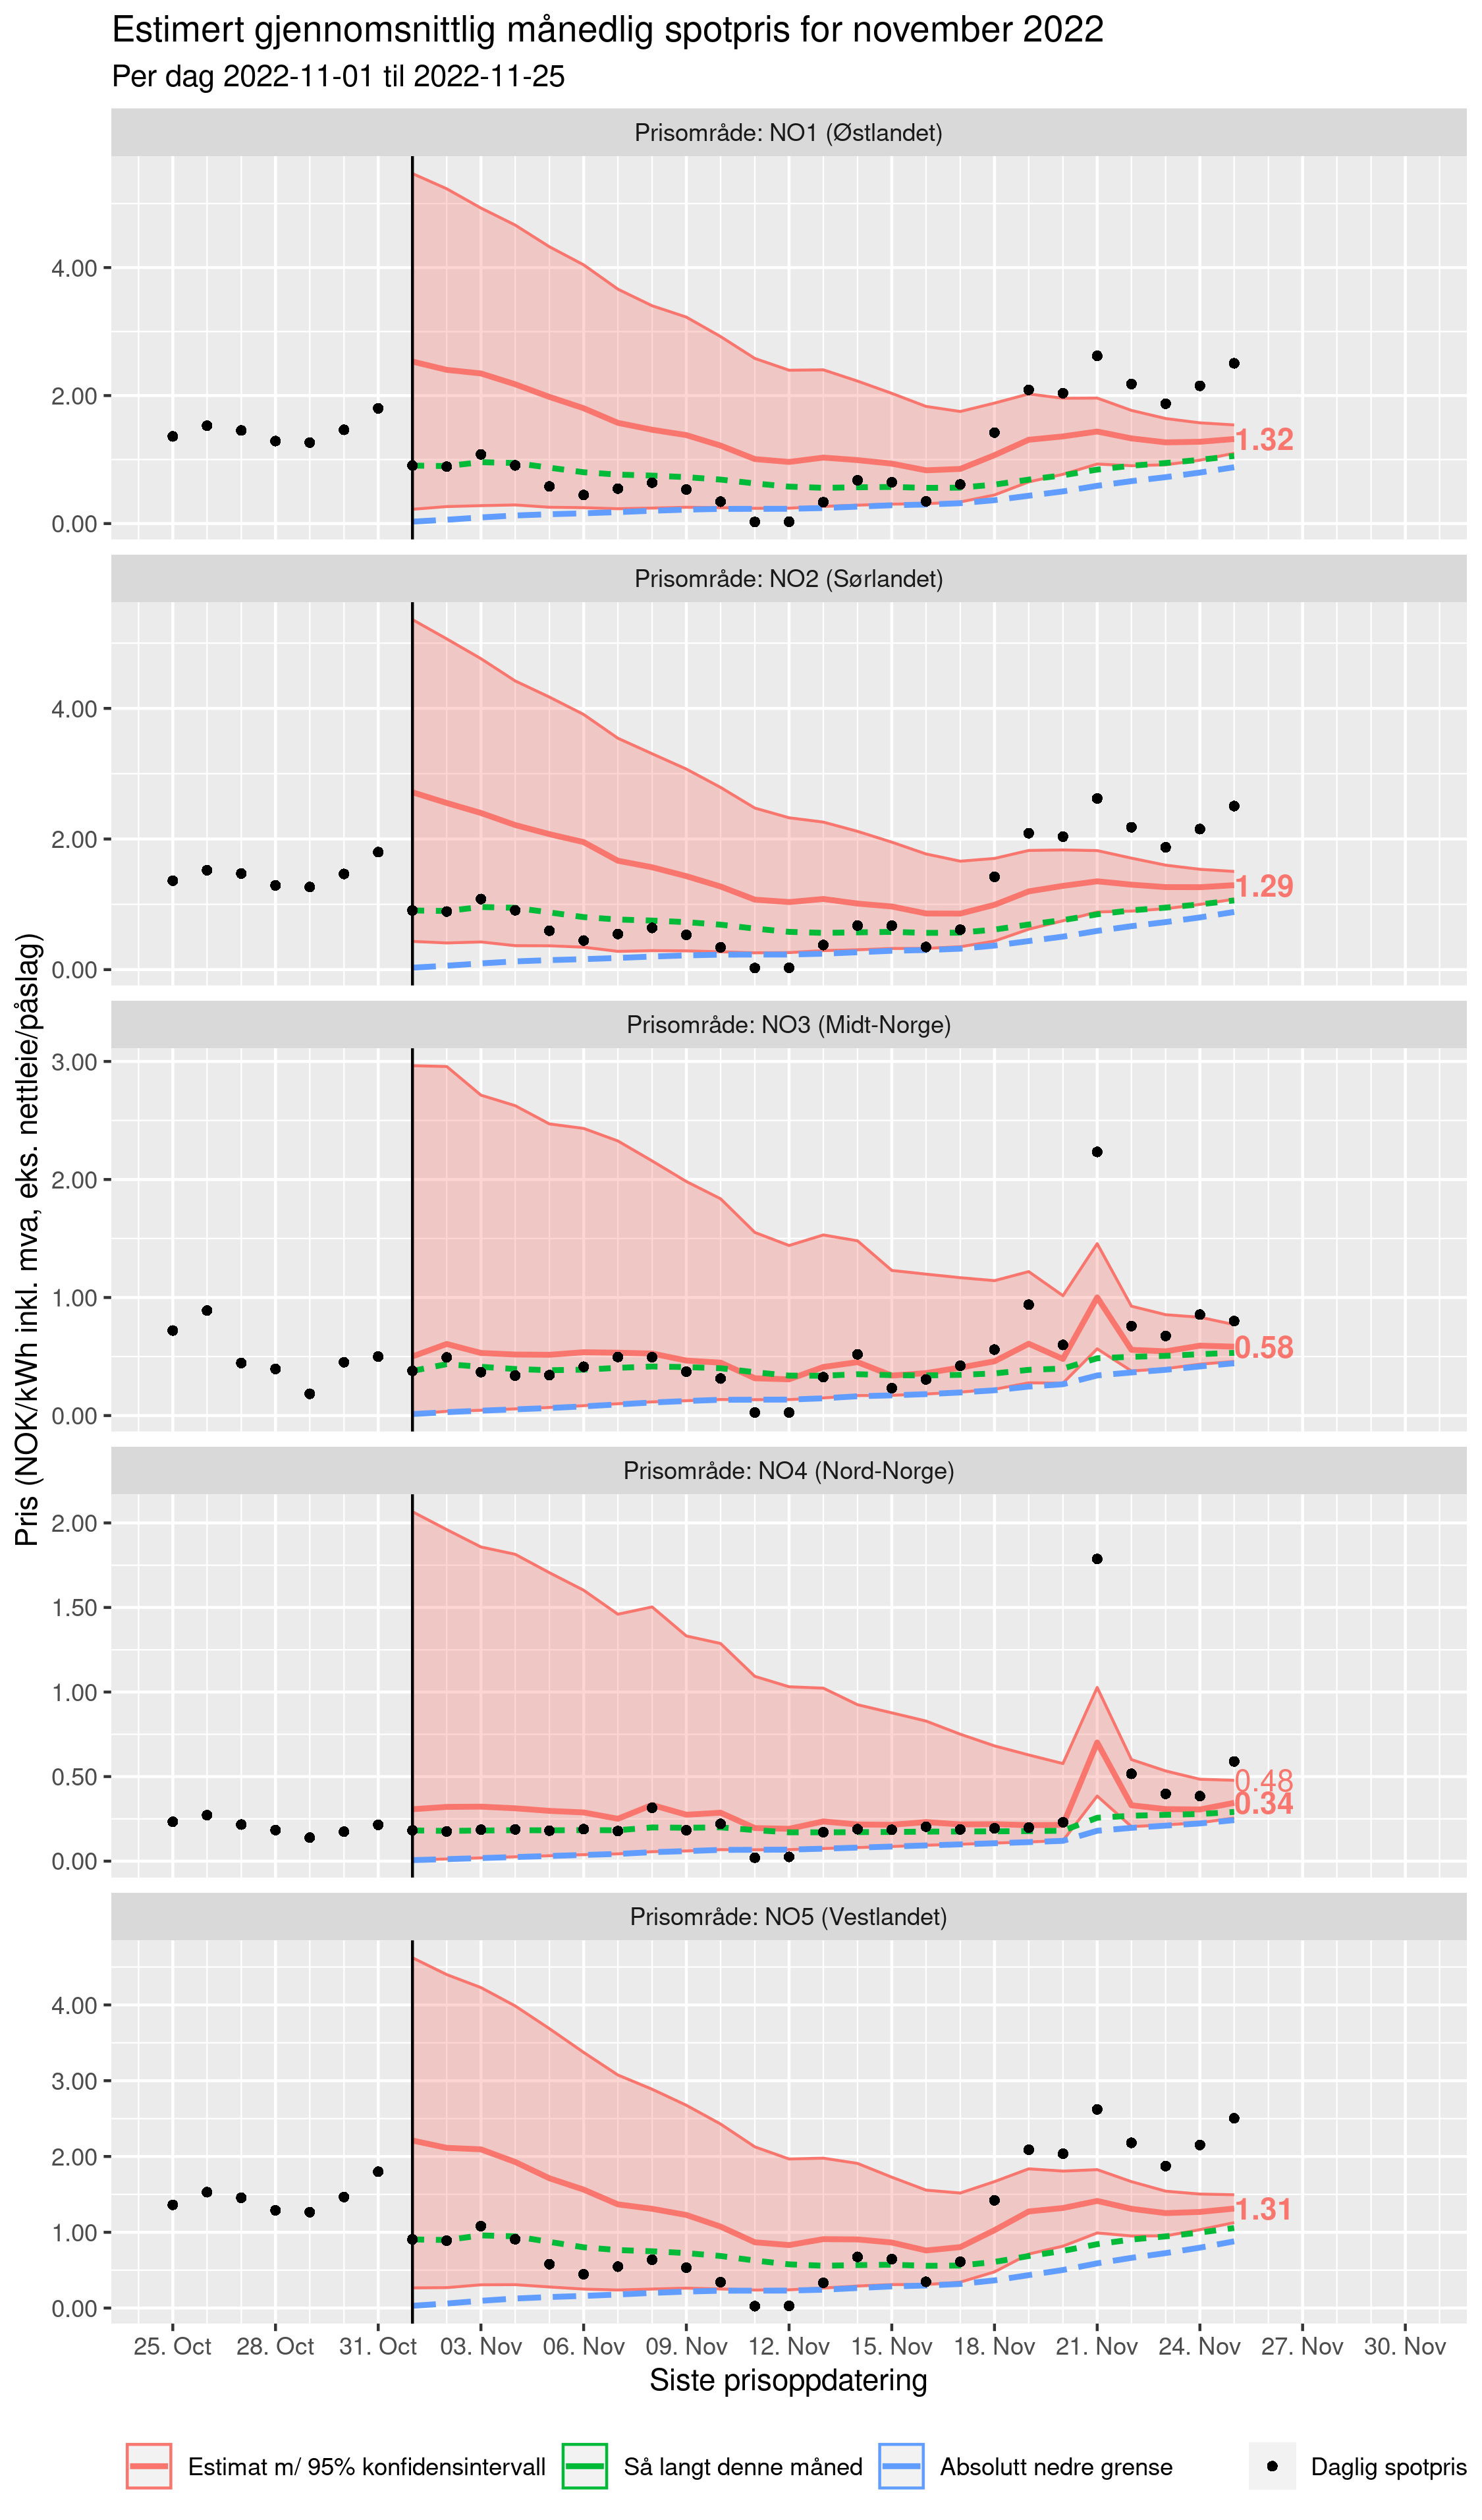 Estimert gjennomsnittlig månedlig spotpris for november 2022
Per dag 2022-11-01 til 2022-11-25
Pris (NOK/kWh inkl. mva, eks. nettleie/påslag)
Prisområde: NO1 (Østlandet)
4.00
2.00
0.00
1.32
Prisområde: NO2 (Sørlandet)
4.00
2.00
0.00
1.29
Prisområde: NO3 (Midt-Norge)
3.00
2.00
1.00
0.00
0.58
Prisområde: NO4 (Nord-Norge)
2.00
1.50
1.00
0.50
0.00
0.48
0.34
Prisområde: NO5 (Vestlandet)
4.00
3.00
2.00
1.00
0.00
1.31
25. Oct 28. Oct 31. Oct 03. Nov 06. Nov 09. Nov 12. Nov 15. Nov 18. Nov 21. Nov 24. Nov 27. Nov 30. Nov
Siste prisoppdatering
Estimat m/ 95% konfidensintervall Så langt denne måned Absolutt nedre grense Daglig spotpris